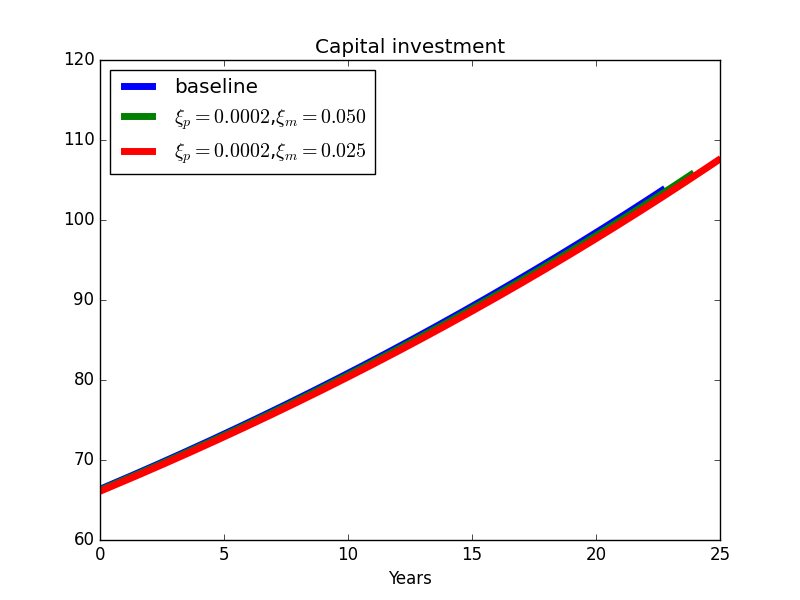 Capital investment
120
110
100
90
80
70
60
baseline
ξₚ = 0.0002,ξₘ = 0.050
ξₚ = 0.0002,ξₘ = 0.025
0 5 10 15 20 25
Years